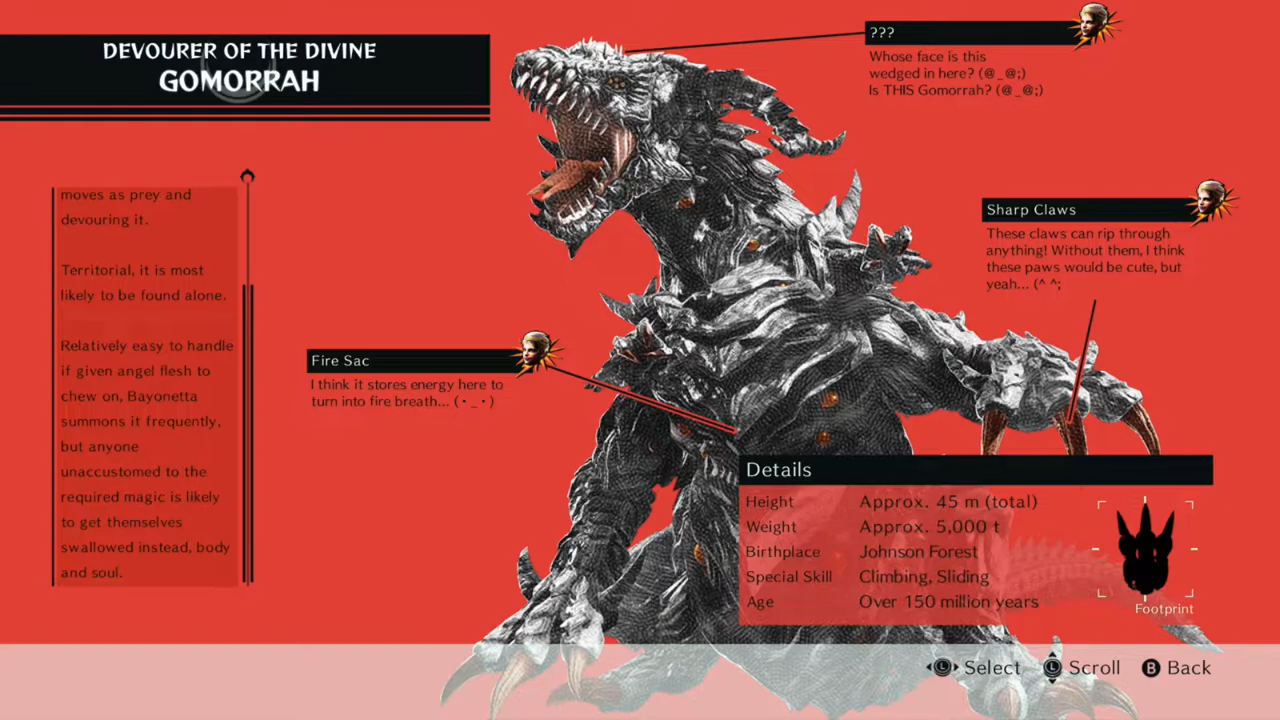 DEVOURER OF THE DIVINE
GOMORRAH
moves as prey and
devouring it.
Territorial, it is most
likely to be found alone.
Relatively easy to handle
if given angel flesh to
chew on, Bayonetta
summons it frequently,
but anyone
unaccustomed to the
required magic is likely
to get themselves
swallowed instead, body
and soul.
???
Whose face is this
wedged in here? (@_@;)
Is THIS Gomorrah? (@_@;)
Sharp Claws
These claws can rip through
anything! Without them, I think
these paws would be cute, but
yeah... (^ ^;
Fire Sac
I think it stores energy here to
turn into fire breath... (・_・)
Details
Height Approx. 45 m (total)
Weight Approx. 5,000 t
Birthplace Johnson Forest
Special Skill Climbing, Sliding
Age Over 150 million years
Footprint
L Select L Scroll B Back